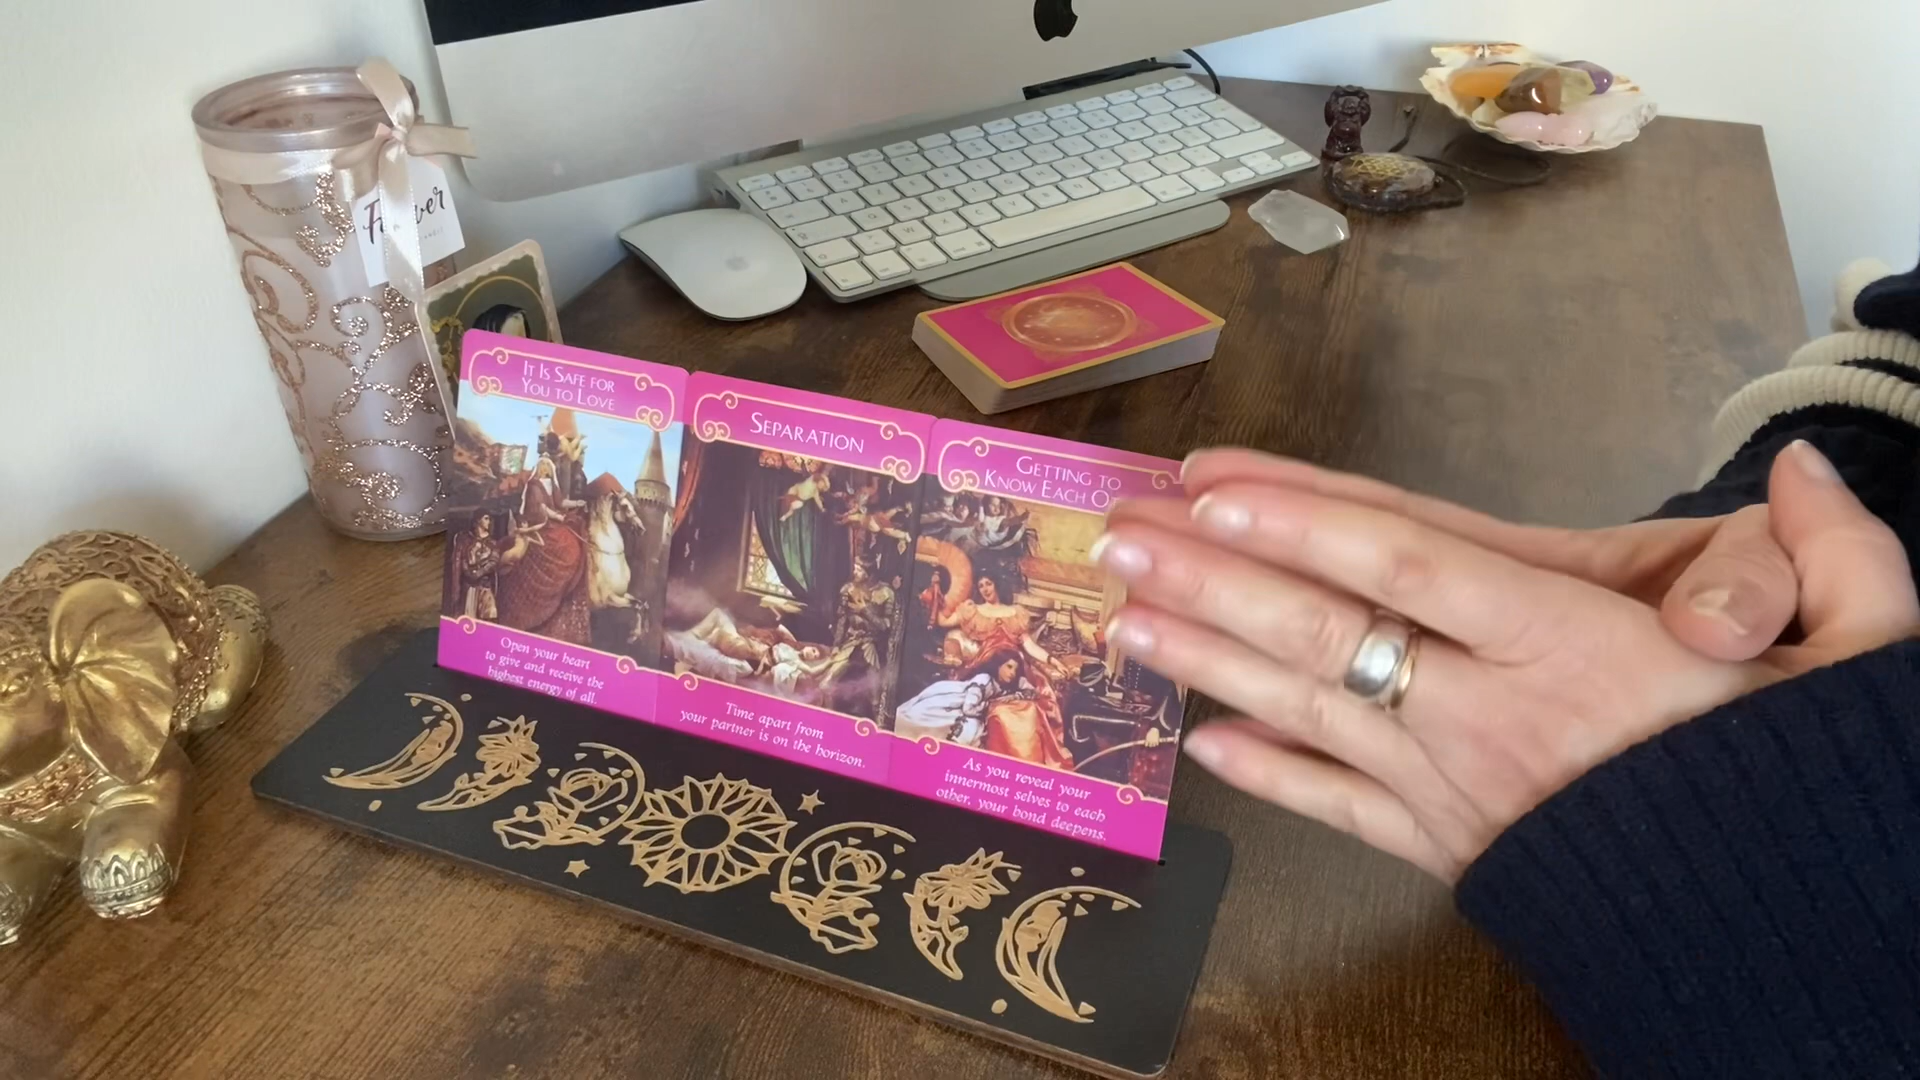 IT IS SAFE FOR
YOU TO LOVE
Open your heart
to give and receive the
highest energy of all.
SEPARATION
Time apart from
your partner is on the horizon.
GETTING TO
KNOW EACH
As you reveal your
innermost selves to each
other, your bond deepens.